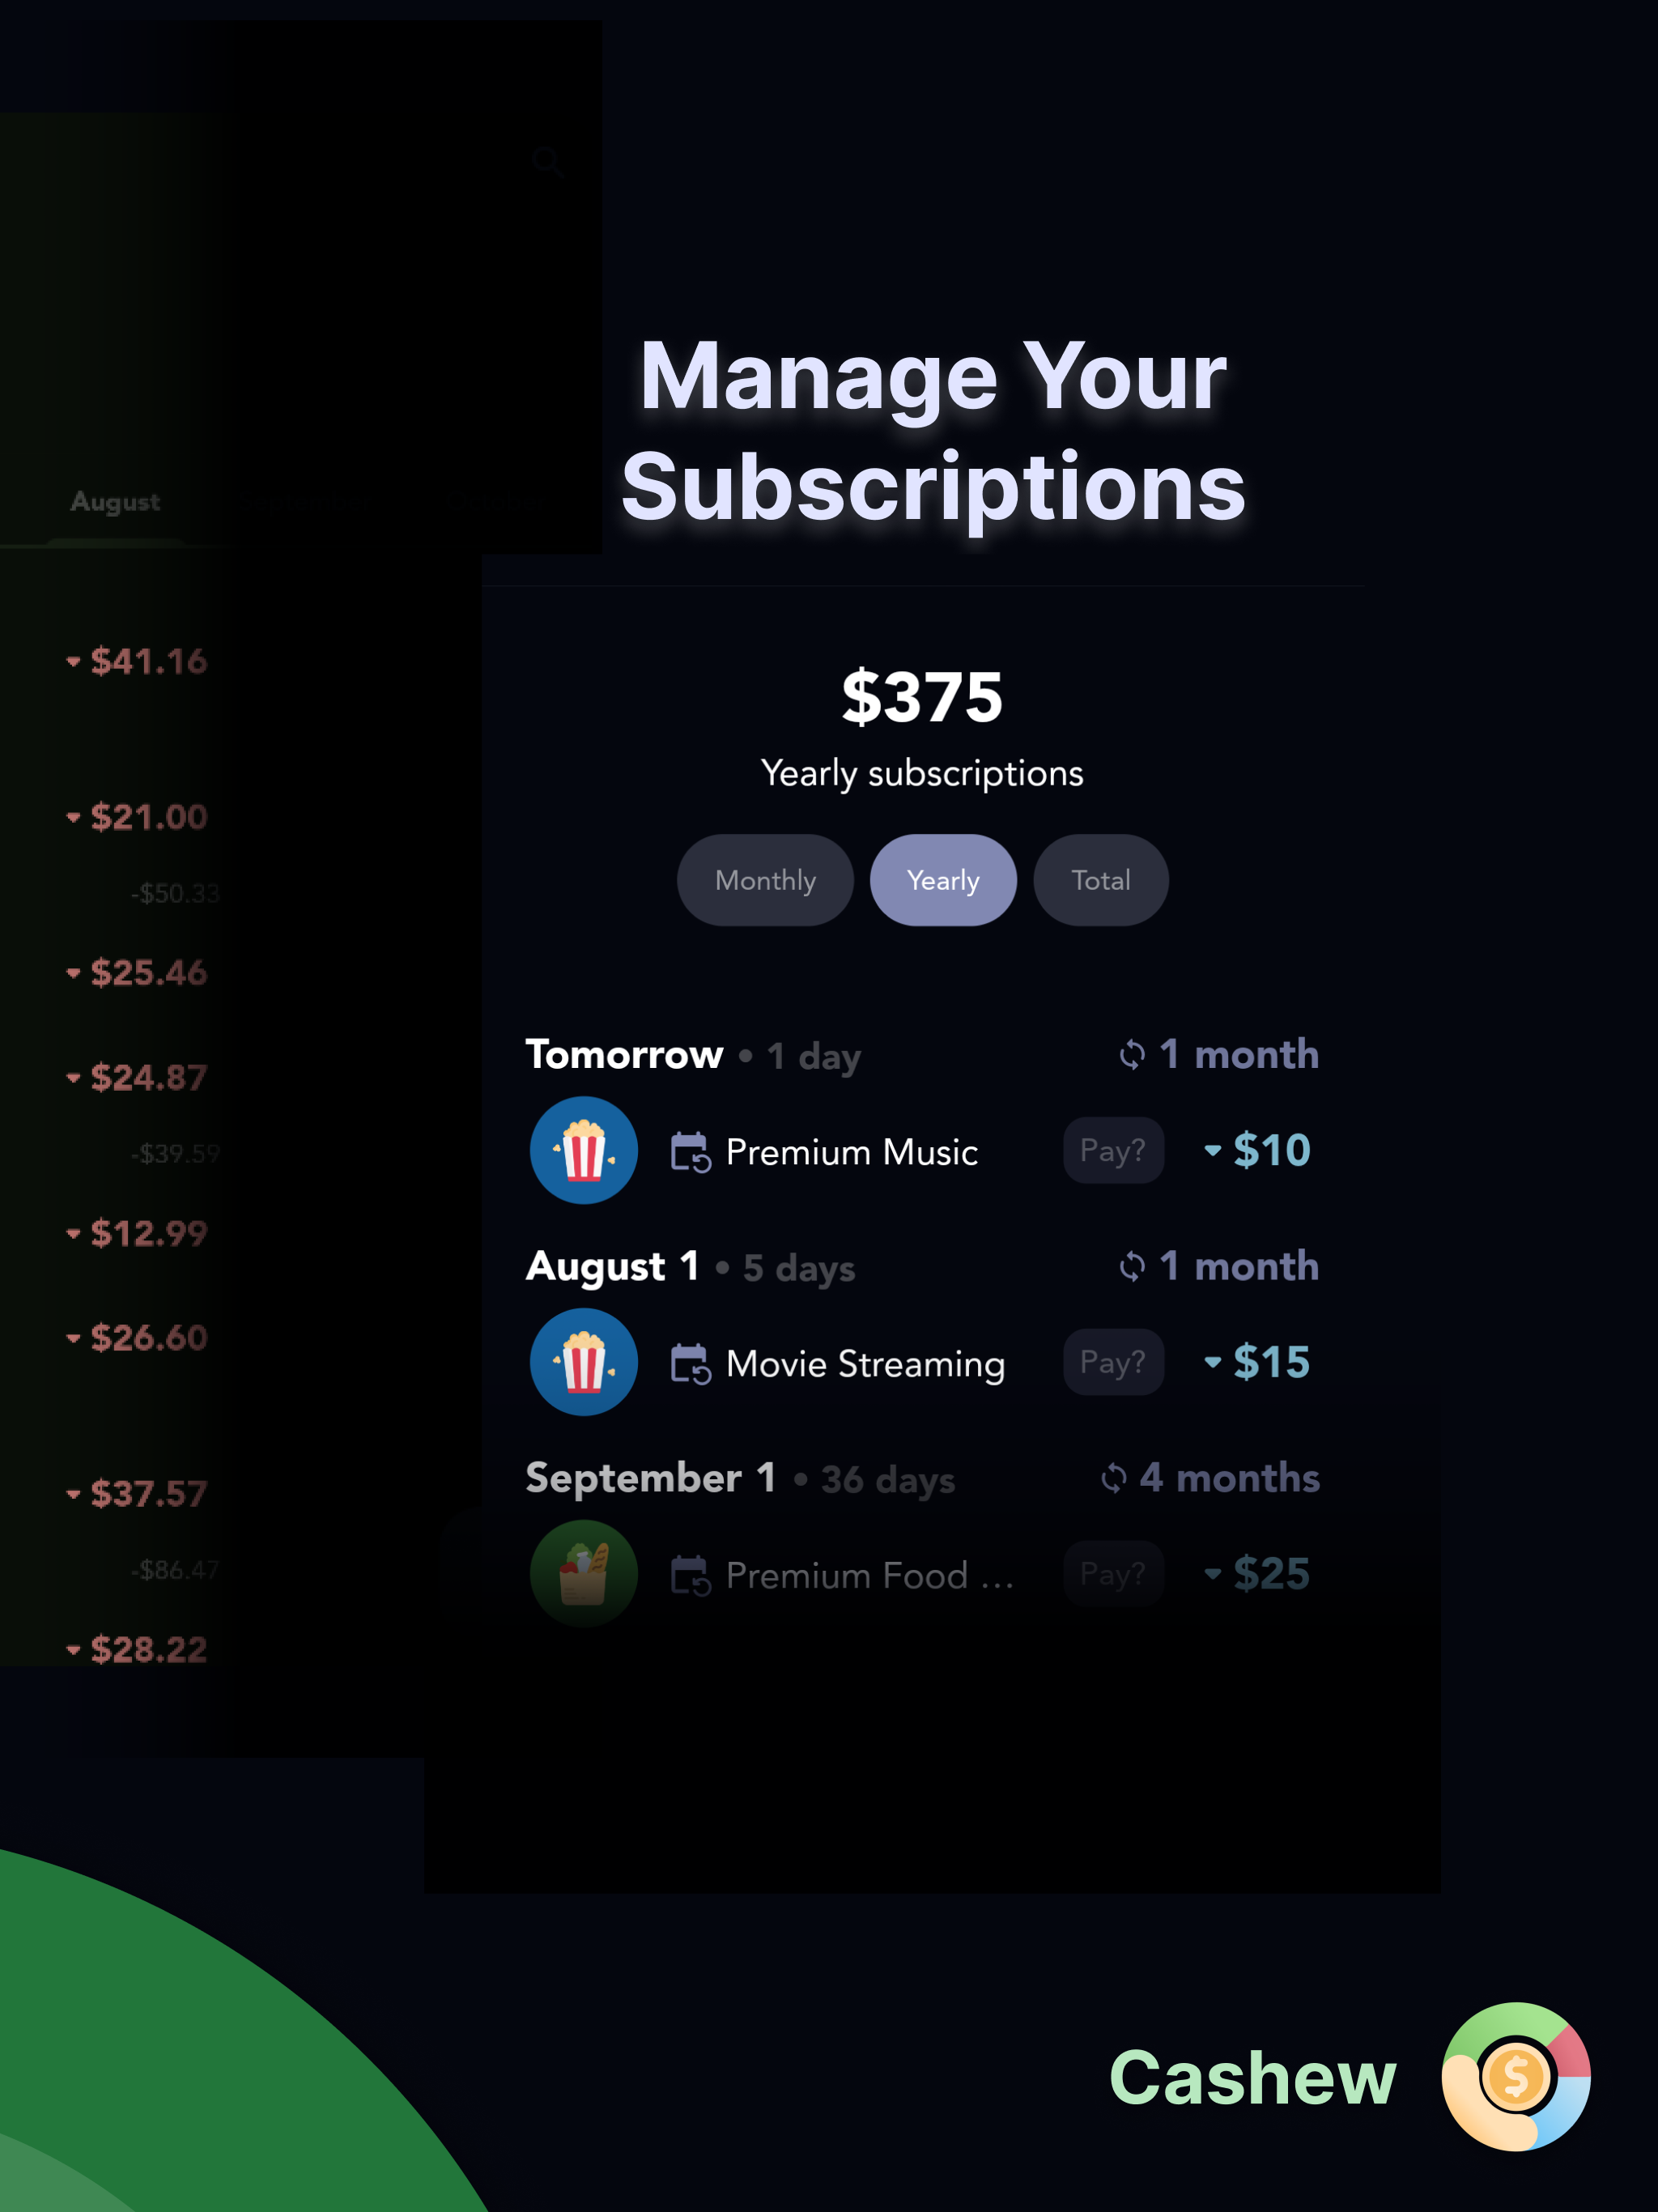 August
$41.16
$21.00
-$50.33
$25.46
$24.87
-$39.59
$12.99
$26.60
$37.57
-$86.47
$28.22
Manage Your
Subscriptions
$375
Yearly subscriptions
Monthly Yearly Total
Tomorrow • 1 day 1 month
Premium Music Pay? $10
August 1 • 5 days 1 month
Movie Streaming Pay? $15
September 1 • 36 days 4 months
Premium Food ... Pay? $25
Cashew